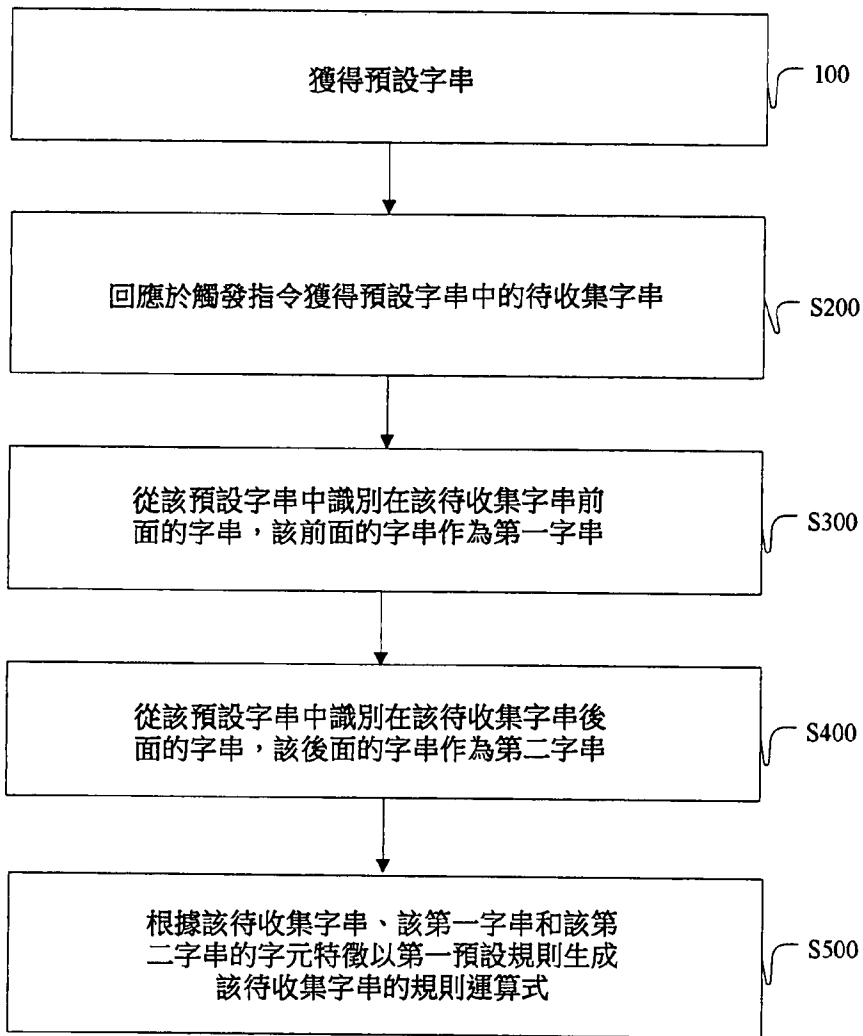 獲得預設字串
100
回應於觸發指令獲得預設字串中的待收集字串
S200
從該預設字串中識別在該待收集字串前
面的字串，該前面的字串作為第一字串
S300
從該預設字串中識別在該待收集字串後
面的字串，該後面的字串作為第二字串
S400
根據該待收集字串、該第一字串和該第
二字串的字元特徵以第一預設規則生成
該待收集字串的規則運算式
S500